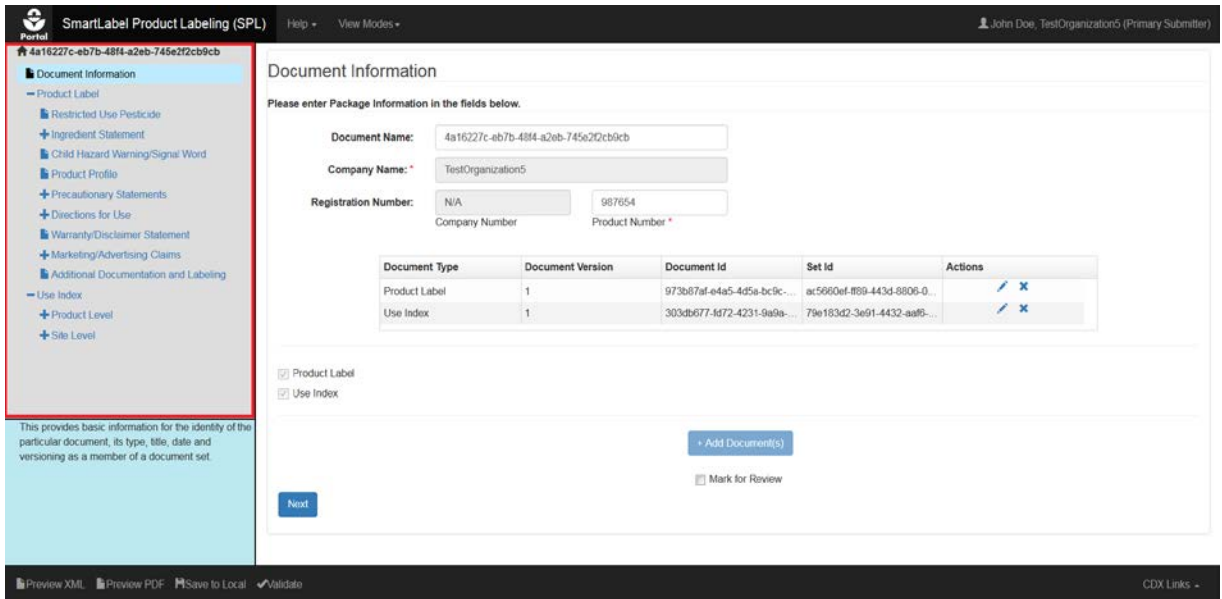 Portal
SmartLabel Product Labeling (SPL)
Help
View Modes
John Doe, TestOrganization5 (Primary Submitter)
4a16227c-eb7b-48f4-a2eb-745e2f2cb9cb
Document Information
Product Label
Restricted Use Pesticide
Ingredient Statement
Child Hazard Warning/Signal Word
Product Profile
Precautionary Statements
Directions for Use
Warranty/Disclaimer Statement
Marketing/Advertising Claims
Additional Documentation and Labeling
Use Index
Product Level
Site Level
This provides basic information for the identity of the
particular document, its type, title, date and
versioning as a member of a document set.
Document Information
Please enter Package Information in the fields below.
Document Name: 4a16227c-eb7b-48f4-a2eb-745e2f2cb9cb
Company Name: * TestOrganization5
Registration Number: N/A 987654
Company Number Product Number *
Document Type Document Version Document Id Set Id Actions
Product Label 1 973b87af-e4a5-4d5a-bc9c-... ac5660ef-ff89-443d-8806-0...
Use Index 1 303db677-fd72-4231-9a9a-... 79e183d2-3e91-4432-aaf6-...
Product Label
Use Index
+ Add Document(s)
Mark for Review
Next
Preview XML Preview PDF Save to Local Validate
CDX Links